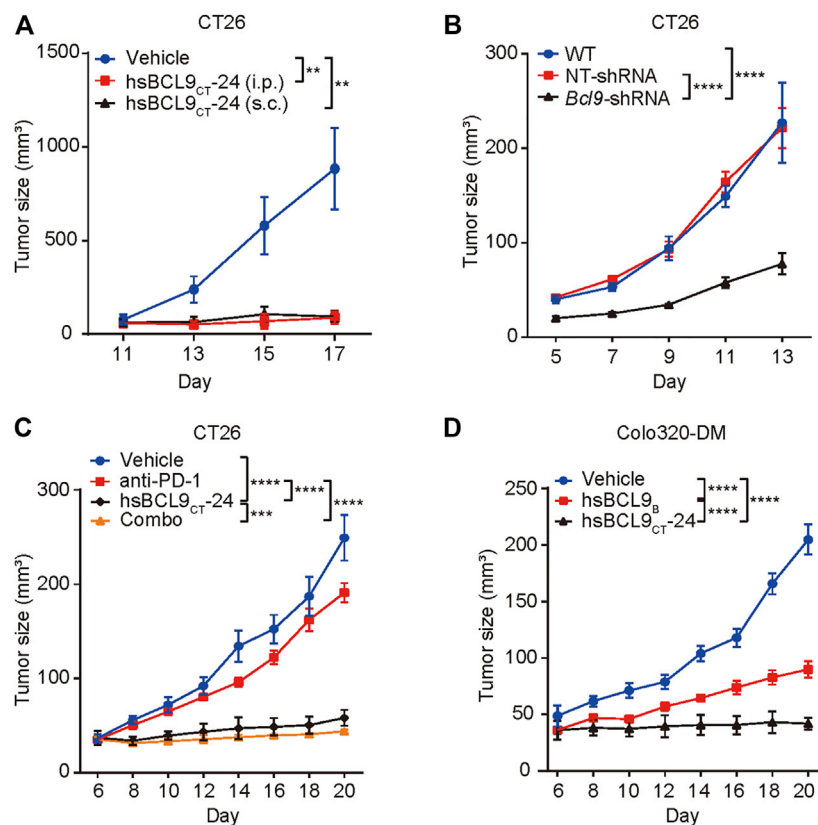 A
CT26
Vehicle
hsBCL9CT-24 (i.p.)
hsBCL9CT-24 (s.c.)
**
**
Tumor size (mm³)
1500
1000
500
0
11 13 15 17
Day
B
CT26
WT
NT-shRNA
Bcl9-shRNA
****
****
Tumor size (mm³)
300
200
100
0
5 7 9 11 13
Day
C
CT26
Vehicle
anti-PD-1
hsBCL9CT-24
Combo
****
***
****
****
Tumor size (mm³)
300
200
100
0
6 8 10 12 14 16 18 20
Day
D
Colo320-DM
Vehicle
hsBCL9B
hsBCL9CT-24
****
****
****
Tumor size (mm³)
250
200
150
100
50
0
6 8 10 12 14 16 18 20
Day